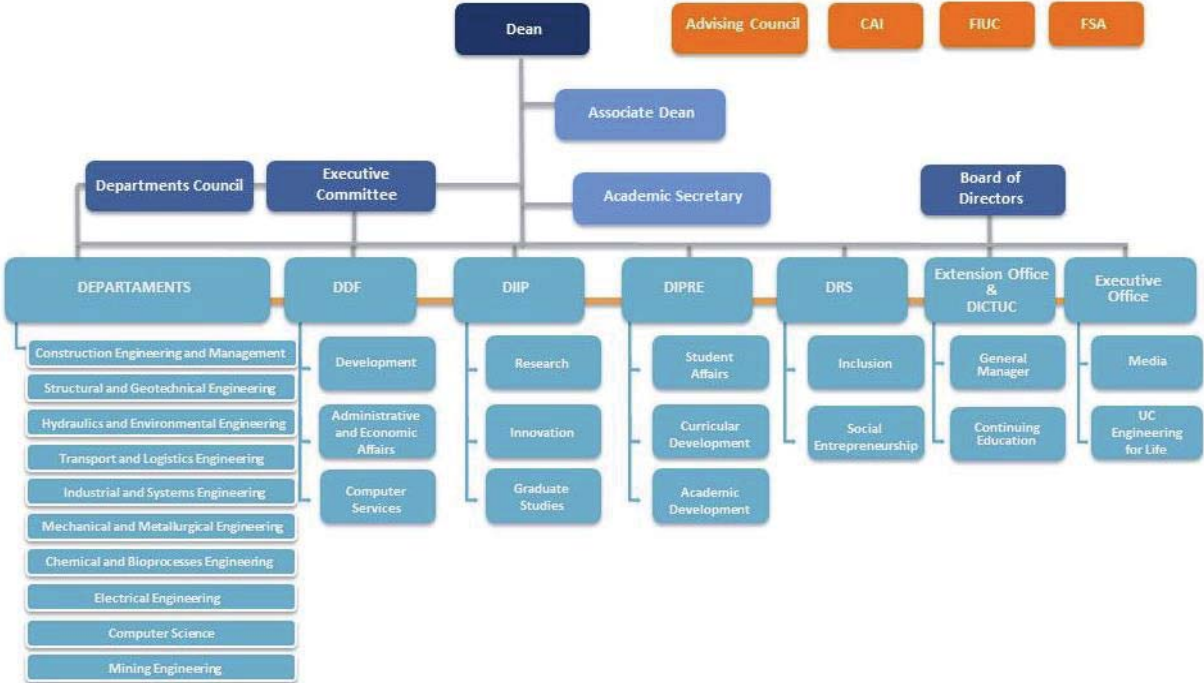 Dean
Advising Council
CAI
FIUC
FSA
Associate Dean
Departments Council
Executive
Committee
Academic Secretary
Board of
Directors
DEPARTAMENTS
DDF
DIIP
DIPRE
DRS
Extension Office
&
DICTUC
Executive
Office
Construction Engineering and Management
Structural and Geotechnical Engineering
Hydraulics and Environmental Engineering
Transport and Logistics Engineering
Industrial and Systems Engineering
Mechanical and Metallurgical Engineering
Chemical and Bioprocesses Engineering
Electrical Engineering
Computer Science
Mining Engineering
Development
Administrative
and Economic
Affairs
Computer
Services
Research
Innovation
Graduate
Studies
Student
Affairs
Curricular
Development
Academic
Development
Inclusion
Social
Entrepreneurship
General
Manager
Continuing
Education
Media
UC
Engineering
for Life